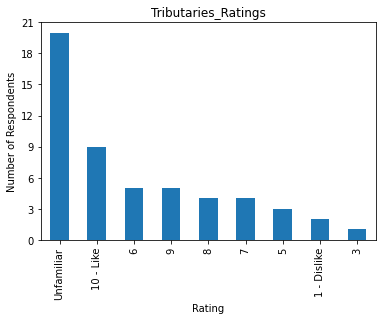 Tributaries_Ratings
Number of Respondents
21
18
15
12
9
6
3
0
Unfamiliar
10 - Like
6
9
8
7
5
1 - Dislike
3
Rating